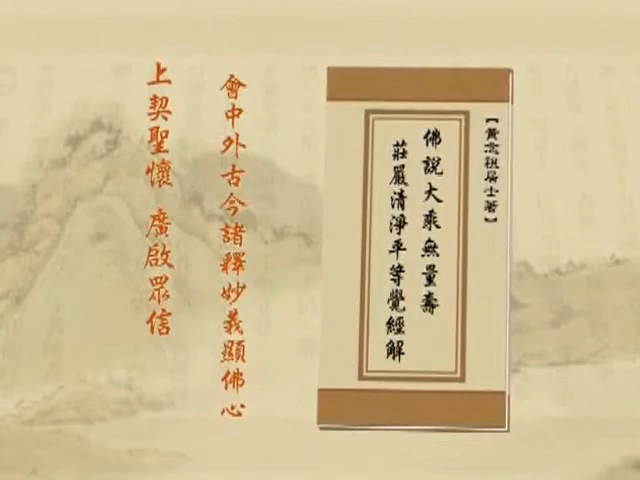 【黃念祖居士著】
佛說大乘無量壽
莊嚴清淨平等覺經解
會中外古今諸釋妙義顯佛心
上契聖懷 廣啟眾信